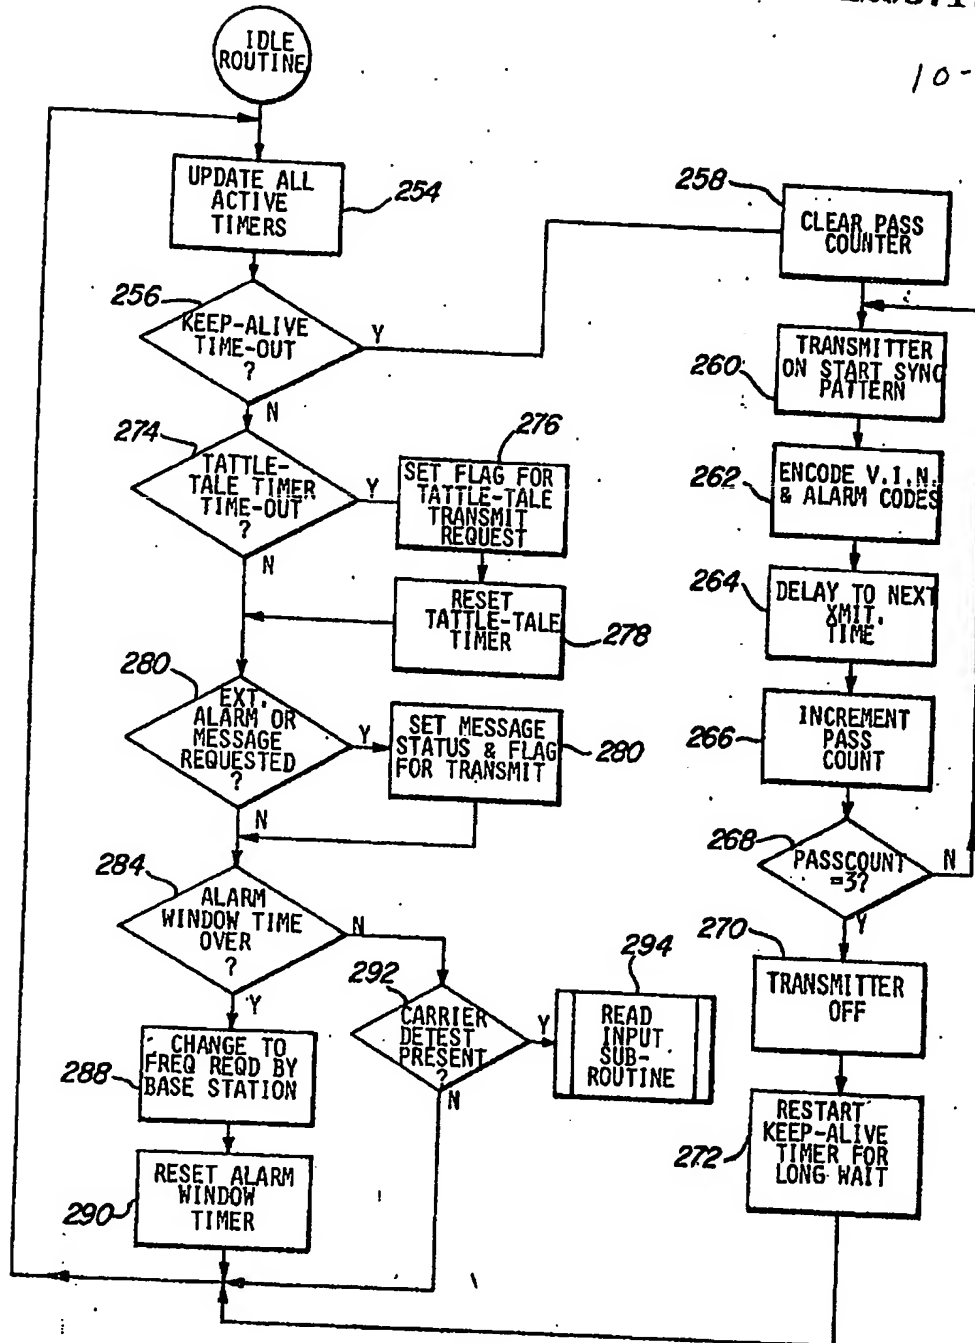 10-
IDLE
ROUTINE
UPDATE ALL
ACTIVE
TIMERS
254
256
KEEP-ALIVE
TIME-OUT
?
Y
N
274
TATTLE-
TALE TIMER
TIME-OUT
?
Y
N
276
SET FLAG FOR
TATTLE-TALE
TRANSMIT
REQUEST
RESET
TATTLE-TALE
TIMER
278
280
EXT.
ALARM OR
MESSAGE
REQUESTED
?
Y
N
SET MESSAGE
STATUS & FLAG
FOR TRANSMIT
280
284
ALARM
WINDOW TIME
OVER
?
N
Y
288
CHANGE TO
FREQ REQD BY
BASE STATION
290
RESET ALARM
WINDOW
TIMER
292
CARRIER
DETEST
PRESENT
?
Y
N
294
READ
INPUT
SUB-
ROUTINE
258
CLEAR PASS
COUNTER
260
TRANSMITTER
ON START SYNC
PATTERN
262
ENCODE V.I.N.
& ALARM CODES
264
DELAY TO NEXT
XMIT.
TIME
266
INCREMENT
PASS
COUNT
268
PASSCOUNT
=3?
N
Y
270
TRANSMITTER
OFF
272
RESTART
KEEP-ALIVE
TIMER FOR
LONG WAIT